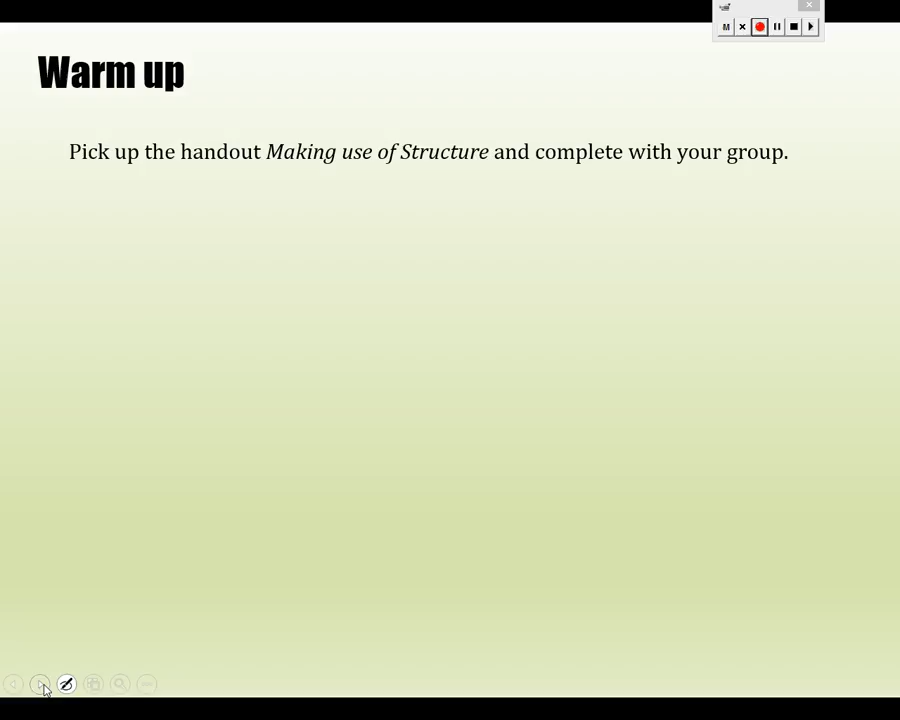 M
Warm up
Pick up the handout Making use of Structure and complete with your group.